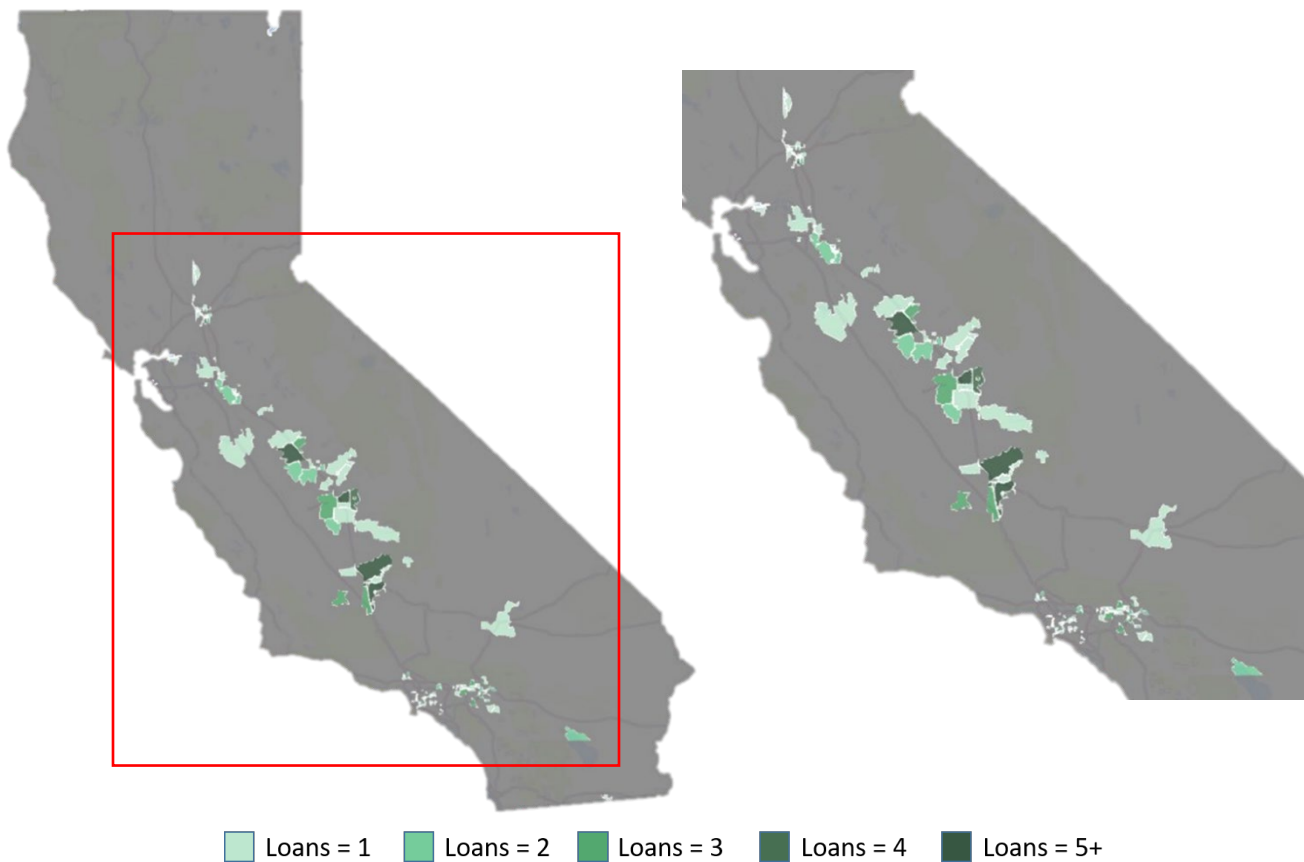 Loans = 1 Loans = 2 Loans = 3 Loans = 4 Loans = 5+